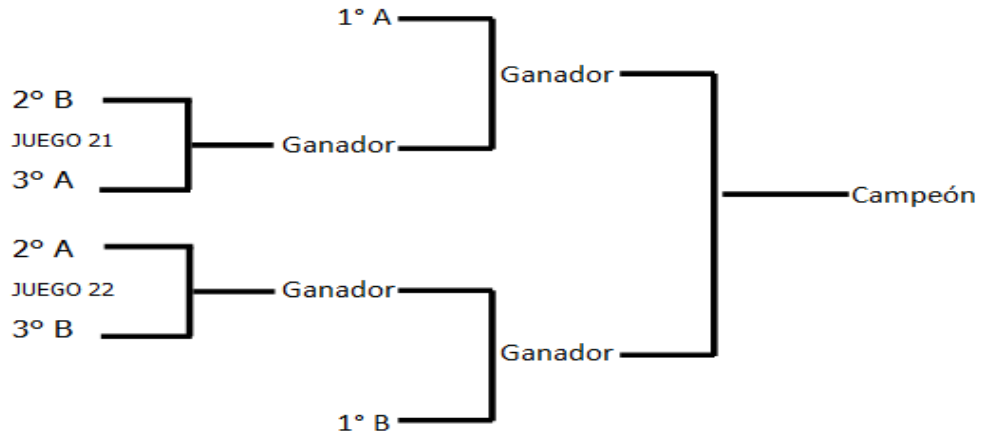 1° A
Ganador
2º B
JUEGO 21
Ganador
3º A
Campeón
2º A
JUEGO 22
Ganador
3º B
Ganador
1° B